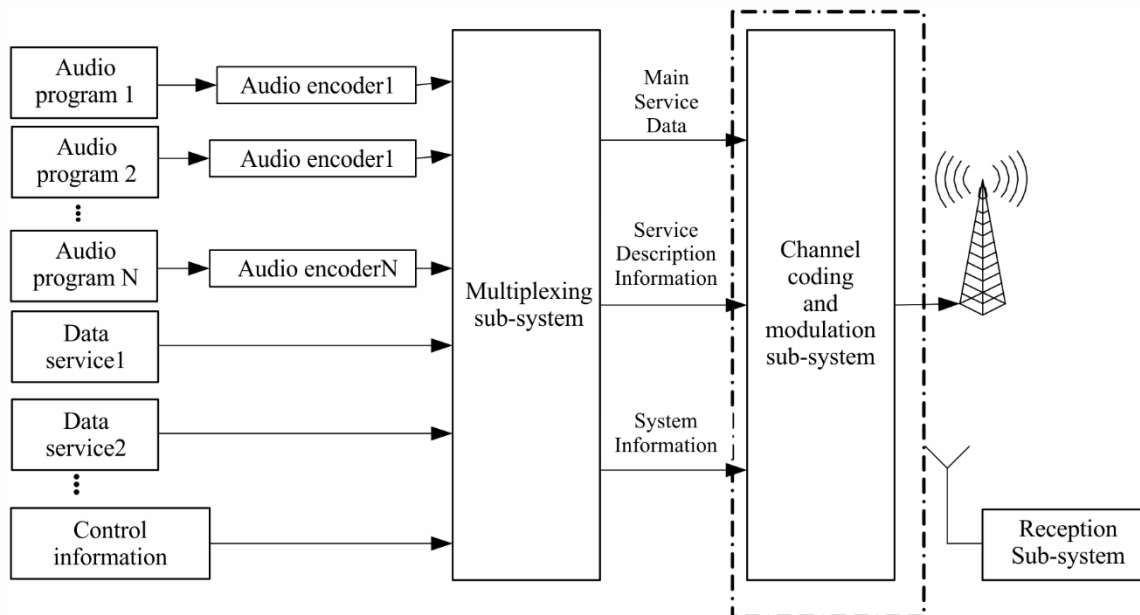 Audio
program 1
Audio encoder1
Audio
program 2
Audio encoder1
Audio
program N
Audio encoderN
Data
service1
Data
service2
Control
information
Multiplexing
sub-system
Main
Service
Data
Service
Description
Information
System
Information
Channel
coding
and
modulation
sub-system
Reception
Sub-system